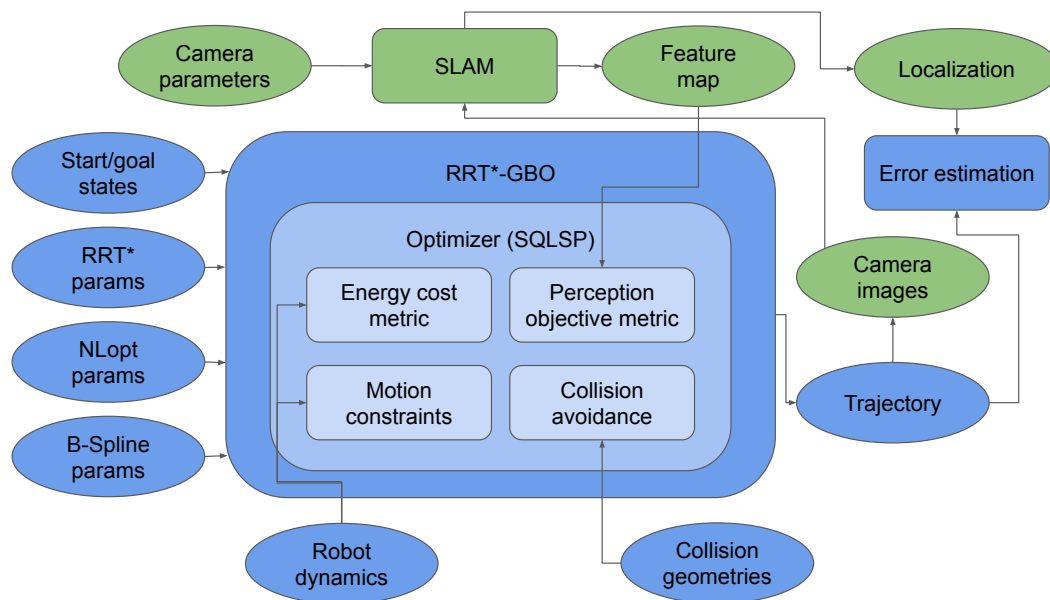 Camera
parameters
SLAM
Feature
map
Localization
Start/goal
states
RRT*-GBO
Error estimation
Optimizer (SQLSP)
RRT*
params
Energy cost
metric
Perception
objective metric
Camera
images
NLopt
params
Motion
constraints
Collision
avoidance
Trajectory
B-Spline
params
Robot
dynamics
Collision
geometries